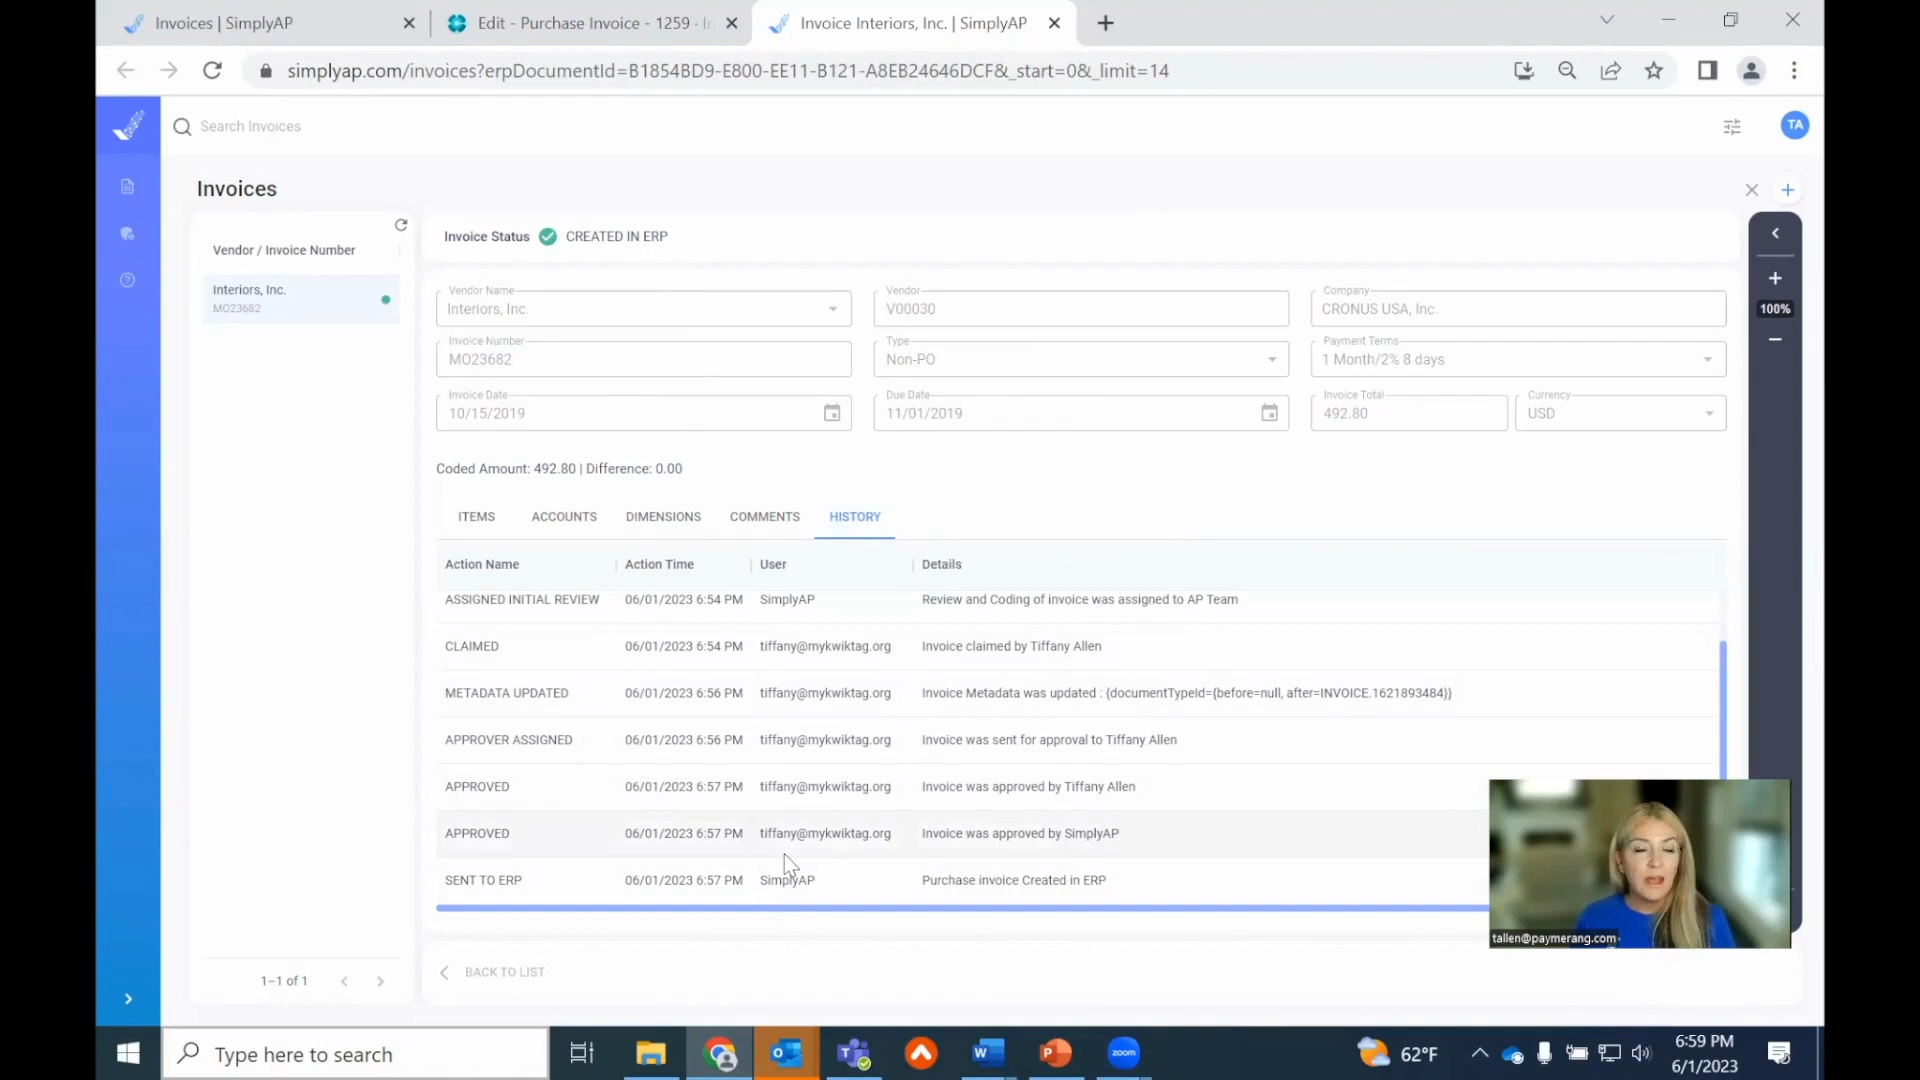 Invoices | SimplyAP
Edit - Purchase Invoice - 1259 · I
Invoice Interiors, Inc. | SimplyAP
simplyap.com/invoices?erpDocumentId=B1854BD9-E800-EE11-B121-A8EB24646DCF&_start=0&_limit=14
Search Invoices
TA
Invoices
Vendor / Invoice Number
Interiors, Inc.
MO23682
1–1 of 1
Invoice Status CREATED IN ERP
Vendor Name
Interiors, Inc.
Vendor
V00030
Company
CRONUS USA, Inc.
100%
Invoice Number
MO23682
Type
Non-PO
Payment Terms
1 Month/2% 8 days
Invoice Date
10/15/2019
Due Date
11/01/2019
Invoice Total
492.80
Currency
USD
Coded Amount: 492.80 | Difference: 0.00
ITEMS ACCOUNTS DIMENSIONS COMMENTS HISTORY
Action Name Action Time User Details
ASSIGNED INITIAL REVIEW 06/01/2023 6:54 PM SimplyAP Review and Coding of invoice was assigned to AP Team
CLAIMED 06/01/2023 6:54 PM tiffany@mykwiktag.org Invoice claimed by Tiffany Allen
METADATA UPDATED 06/01/2023 6:56 PM tiffany@mykwiktag.org Invoice Metadata was updated : {documentTypeId={before=null, after=INVOICE.1621893484}}
APPROVER ASSIGNED 06/01/2023 6:56 PM tiffany@mykwiktag.org Invoice was sent for approval to Tiffany Allen
APPROVED 06/01/2023 6:57 PM tiffany@mykwiktag.org Invoice was approved by Tiffany Allen
APPROVED 06/01/2023 6:57 PM tiffany@mykwiktag.org Invoice was approved by SimplyAP
SENT TO ERP 06/01/2023 6:57 PM SimplyAP Purchase invoice Created in ERP
tallen@paymerang.com
BACK TO LIST
Type here to search
zoom
62°F
6:59 PM
6/1/2023